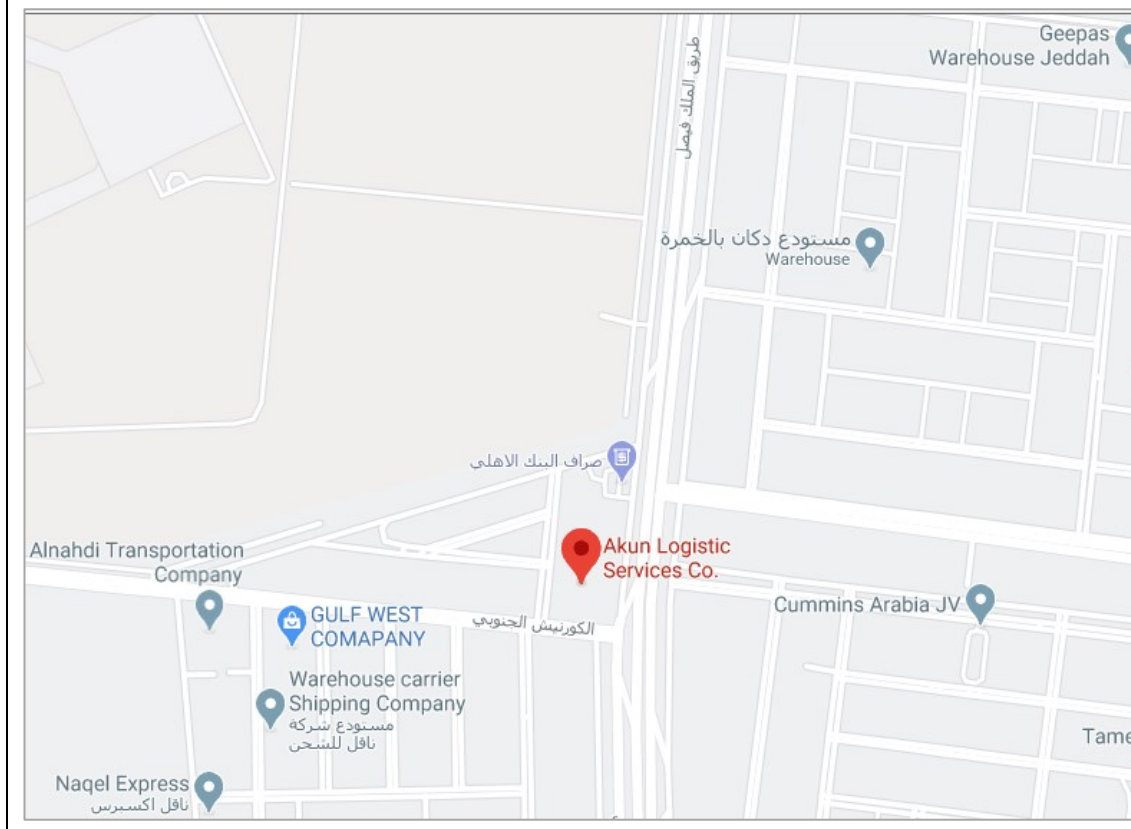 Geepas
Warehouse Jeddah
طريق الملك فيصل
مستودع دكان بالخمرة
Warehouse
صراف البنك الاهلي
Akun Logistic
Services Co.
Alnahdi Transportation
Company
Cummins Arabia JV
GULF WEST
COMAPANY
الكورنيش الجنوبي
Warehouse carrier
Shipping Company
مستودع شركة
ناقل للشحن
Tame
Naqel Express
ناقل اكسبرس